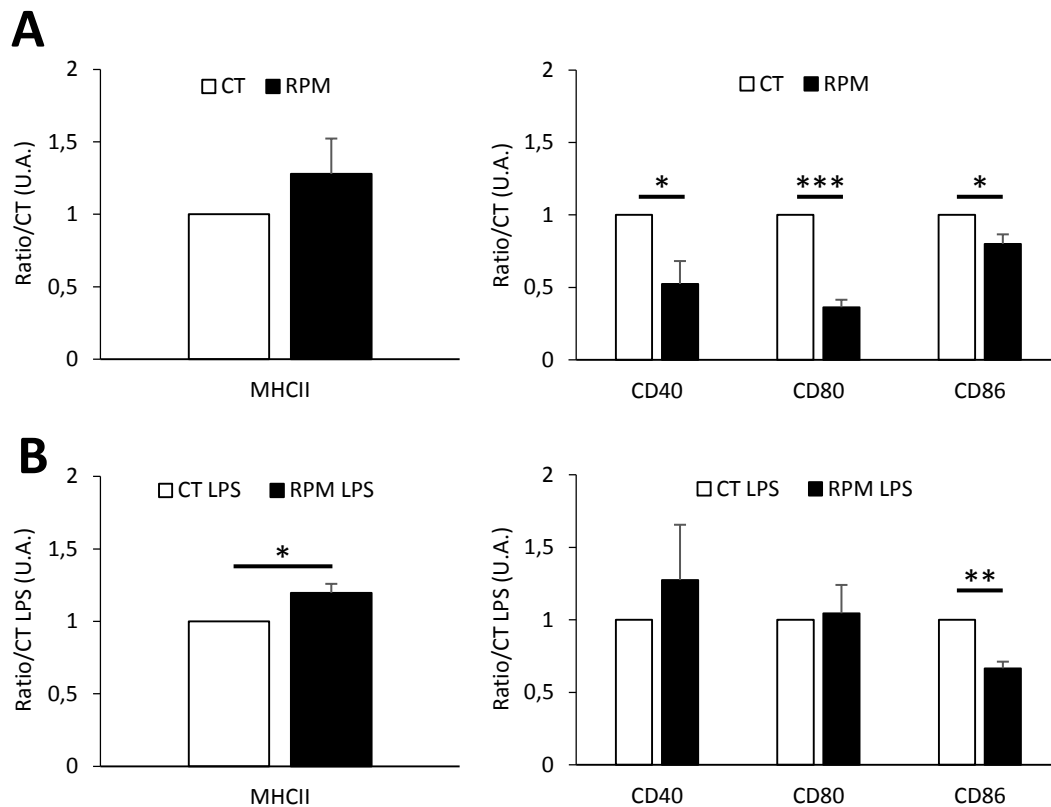 A
2
1,5
1
0,5
0
Ratio/CT (U.A.)
CT RPM
MHCII
2
1,5
1
0,5
0
Ratio/CT (U.A.)
CT RPM
* *** *
CD40 CD80 CD86
B
2
1,5
1
0,5
0
Ratio/CT LPS (U.A.)
CT LPS RPM LPS
*
MHCII
2
1,5
1
0,5
0
Ratio/CT LPS (U.A.)
CT LPS RPM LPS
**
CD40 CD80 CD86